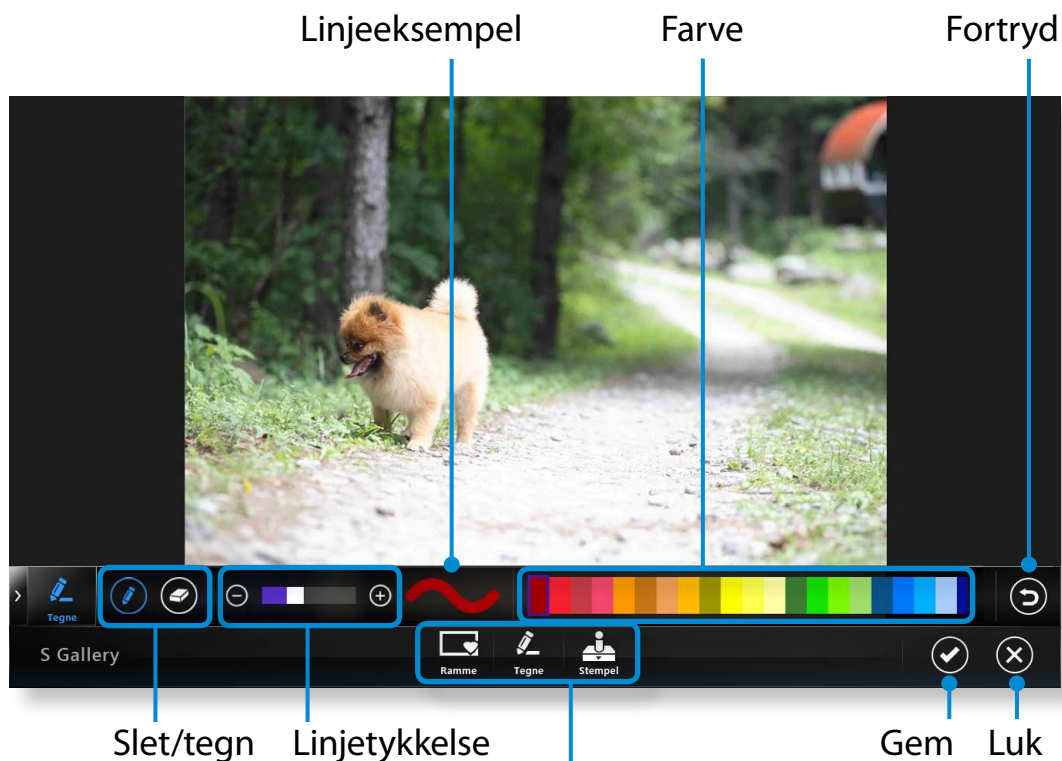 Linjeeksempel Farve Fortryd
Tegne
S Gallery Ramme Tegne Stempel
Slet/tegn Linjetykkelse Gem Luk